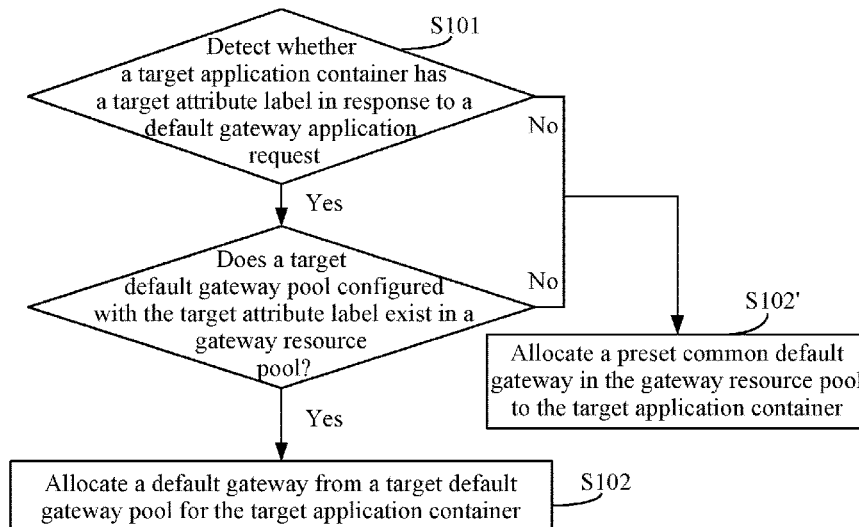 S101
Detect whether
a target application container has
a target attribute label in response to a
default gateway application
request
No
Yes
Does a target
default gateway pool configured
with the target attribute label exist in a
gateway resource
pool?
No
S102'
Allocate a preset common default
gateway in the gateway resource pool
to the target application container
Yes
Allocate a default gateway from a target default
gateway pool for the target application container
S102